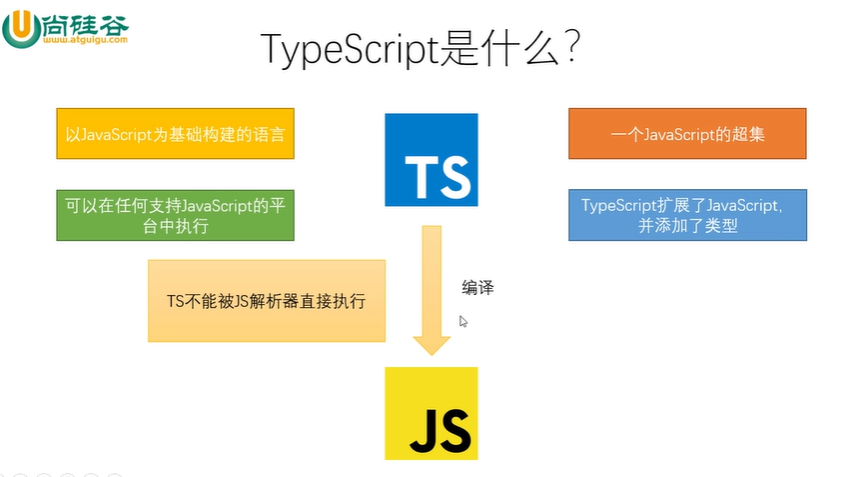 尚硅谷
www.atguigu.com
TypeScript是什么？
以JavaScript为基础构建的语言
一个JavaScript的超集
TS
可以在任何支持JavaScript的平
台中执行
TypeScript扩展了JavaScript,
并添加了类型
TS不能被JS解析器直接执行
编译
JS